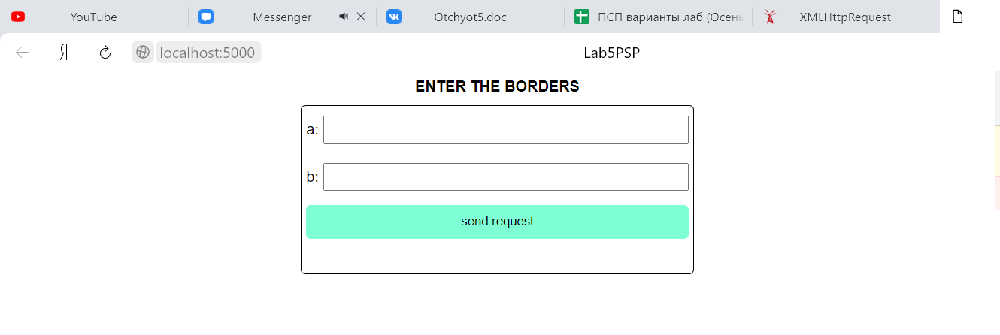 YouTube
Messenger
Otchyot5.doc
ПСП варианты лаб (Осень
XMLHttpRequest
Я
localhost:5000
Lab5PSP
ENTER THE BORDERS
a:
b:
send request